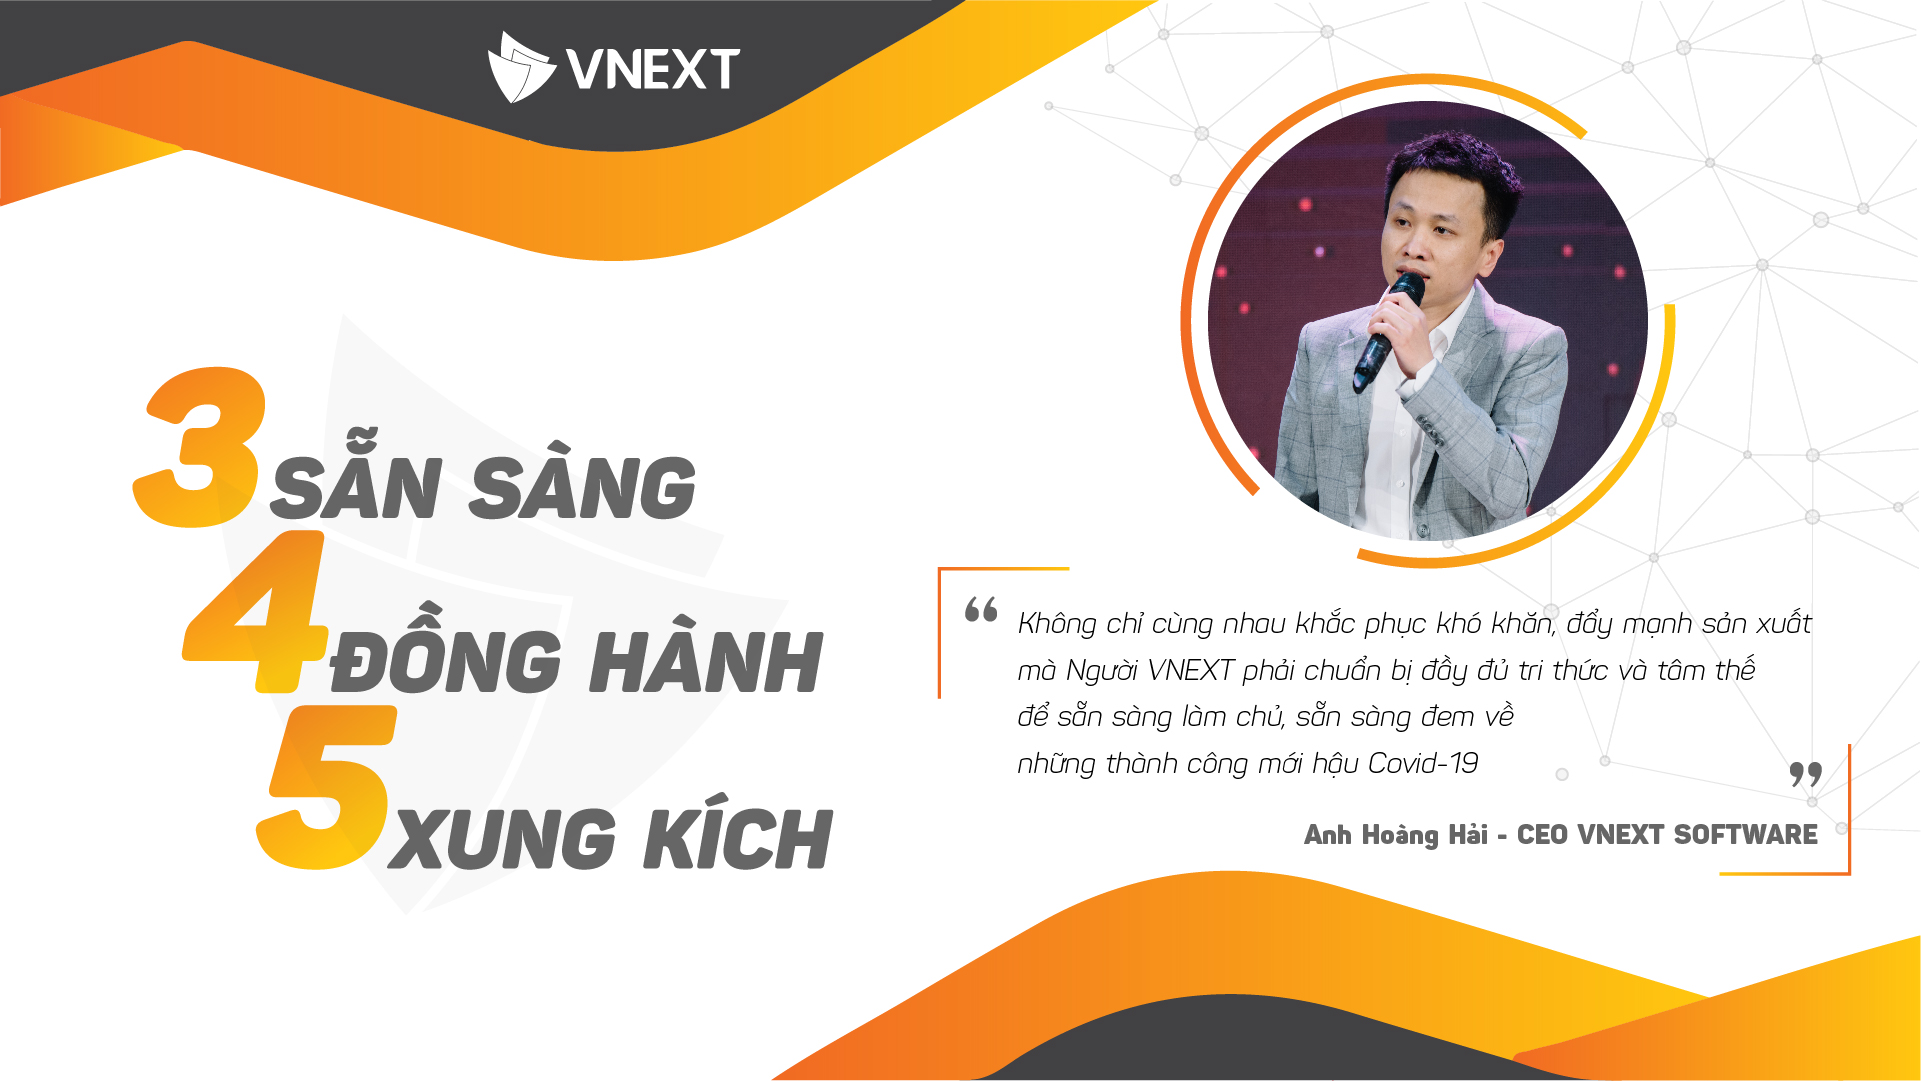 VNEXT
3 SẴN SÀNG
4 ĐỒNG HÀNH
5 XUNG KÍCH
“ Không chỉ cùng nhau khắc phục khó khăn, đẩy mạnh sản xuất
mà Người VNEXT phải chuẩn bị đầy đủ tri thức và tâm thế
để sẵn sàng làm chủ, sẵn sàng đem về
những thành công mới hậu Covid-19 ”
Anh Hoàng Hải - CEO VNEXT SOFTWARE